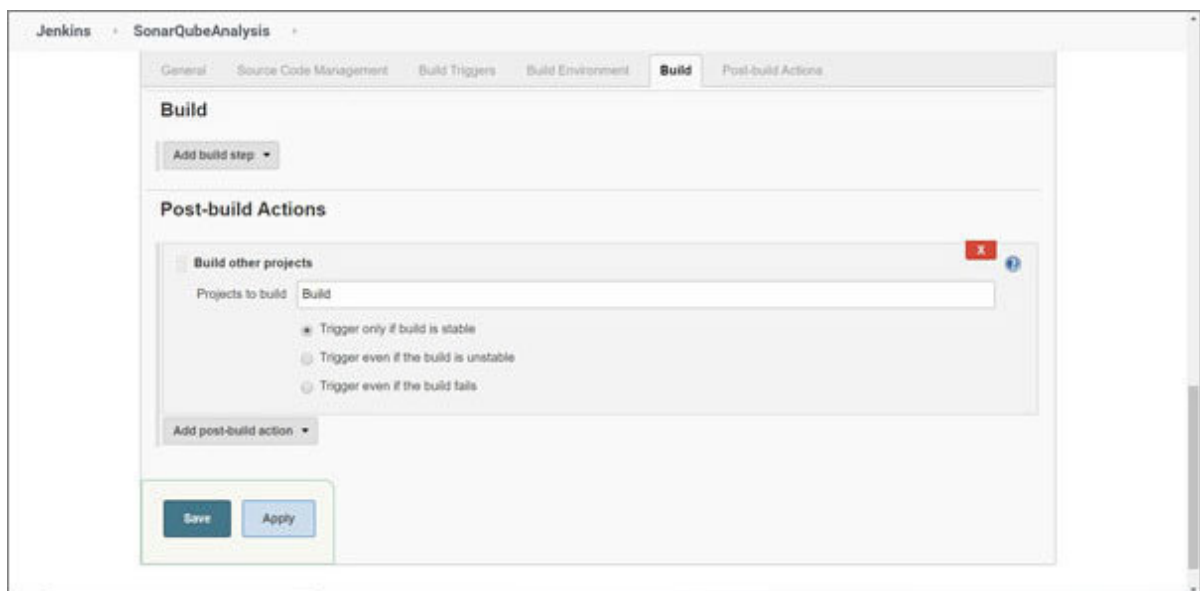 Jenkins SonarQubeAnalysis
General Source Code Management Build Triggers Build Environment Build Post-build Actions
Build
Add build step
Post-build Actions
X
Build other projects
Projects to build Build
Trigger only if build is stable
Trigger even if the build is unstable
Trigger even if the build fails
Add post-build action
Save Apply